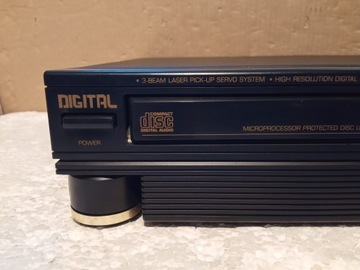 • 3-BEAM LASER PICK-UP SERVO SYSTEM • HIGH RESOLUTION DIGITAL
DIGITAL
COMPACT
disc
DIGITAL AUDIO
POWER
MICROPROCESSOR PROTECTED DISC